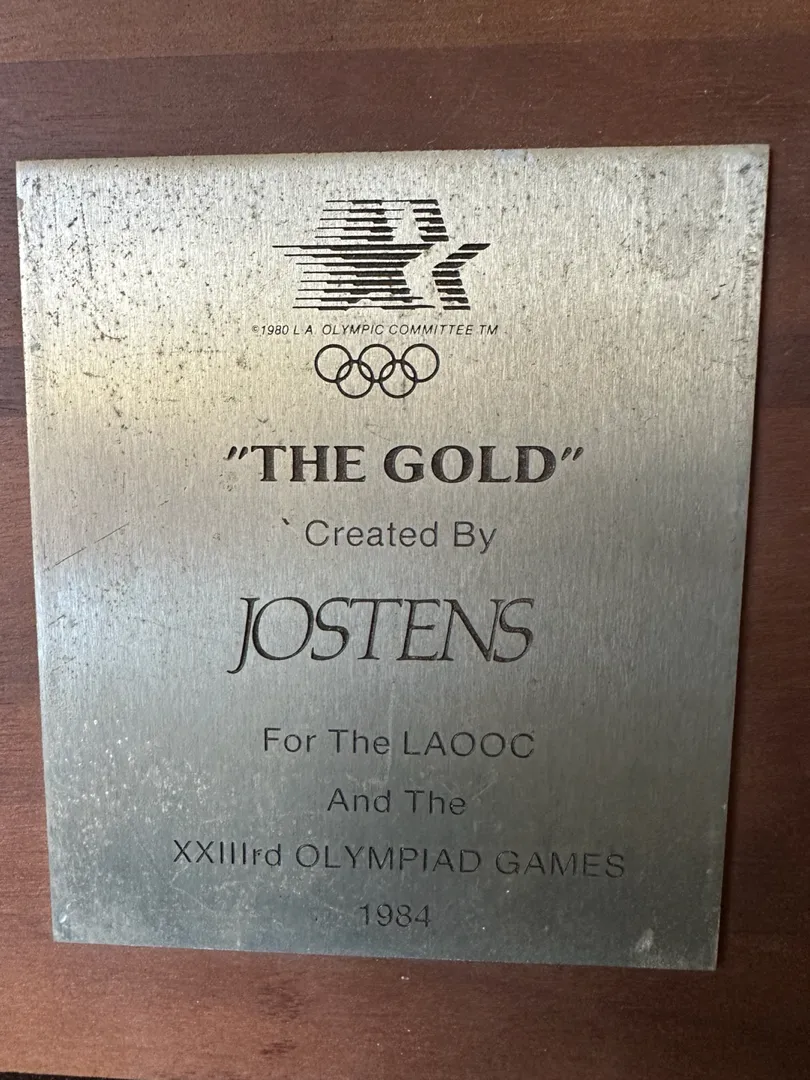 ©1980 L.A. OLYMPIC COMMITTEE TM
"THE GOLD"
Created By
JOSTENS
For The LAOOC
And The
XXIIIrd OLYMPIAD GAMES
1984